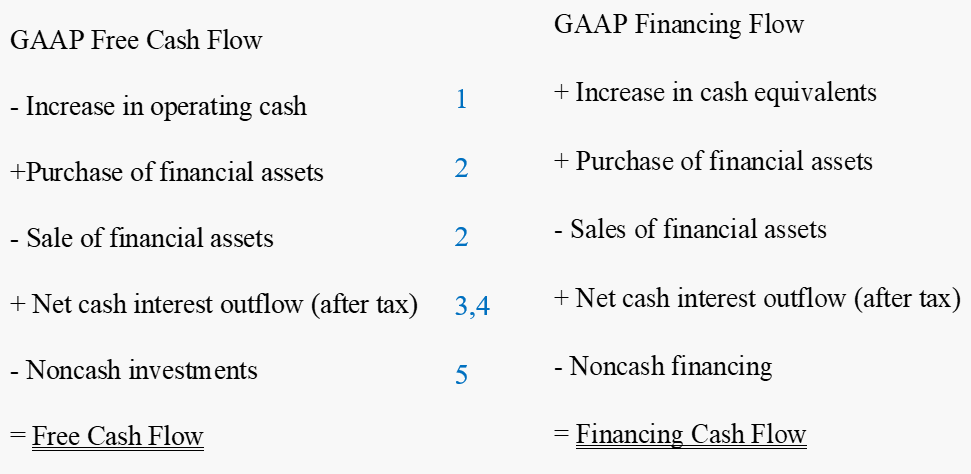 GAAP Free Cash Flow
- Increase in operating cash
+Purchase of financial assets
- Sale of financial assets
+ Net cash interest outflow (after tax)
- Noncash investments
= Free Cash Flow
1
2
2
3,4
5
GAAP Financing Flow
+ Increase in cash equivalents
+ Purchase of financial assets
- Sales of financial assets
+ Net cash interest outflow (after tax)
- Noncash financing
= Financing Cash Flow